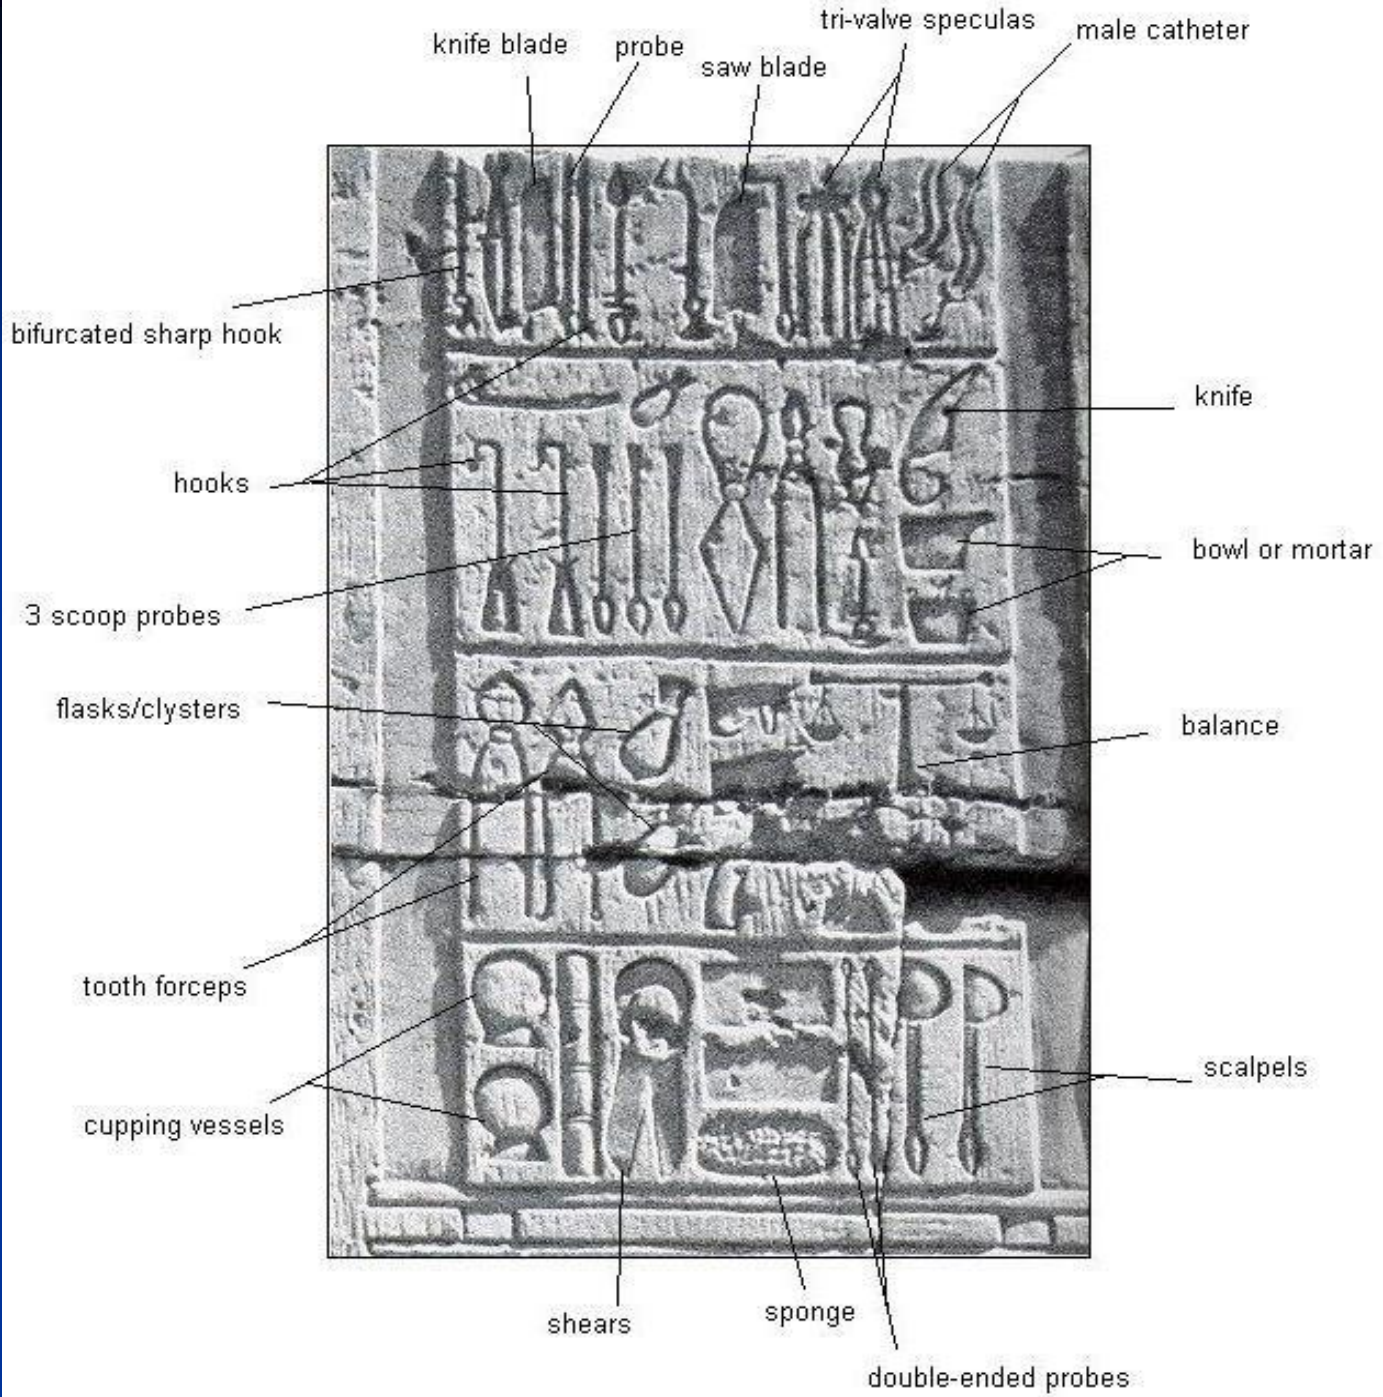 tri-valve speculas
male catheter
knife blade
probe
saw blade
bifurcated sharp hook
knife
hooks
bowl or mortar
3 scoop probes
flasks/clysters
balance
tooth forceps
scalpels
cupping vessels
sponge
shears
double-ended probes